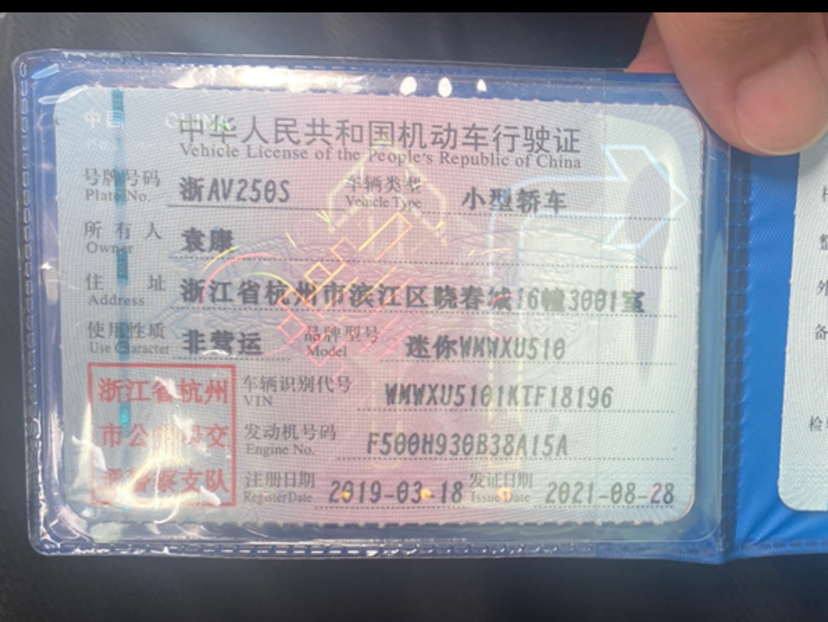 中华人民共和国机动车行驶证
Vehicle License of the People's Republic of China
号牌号码 浙AV250S 车辆类型 小型轿车
Plate No. Vehicle Type
所有人 袁康
Owner
住址 浙江省杭州市滨江区晓春城16幢3001室
Address
使用性质 非营运 品牌型号 迷你WMWXU510
Use Character Model
浙江省杭州 车辆识别代号 WMWXU5101KTF18196
VIN
市公 交 发动机号码 F500H930B38A15A
Engine No.
警察支队 注册日期 2019-03-18 发证日期 2021-08-28
Register Date Issue Date